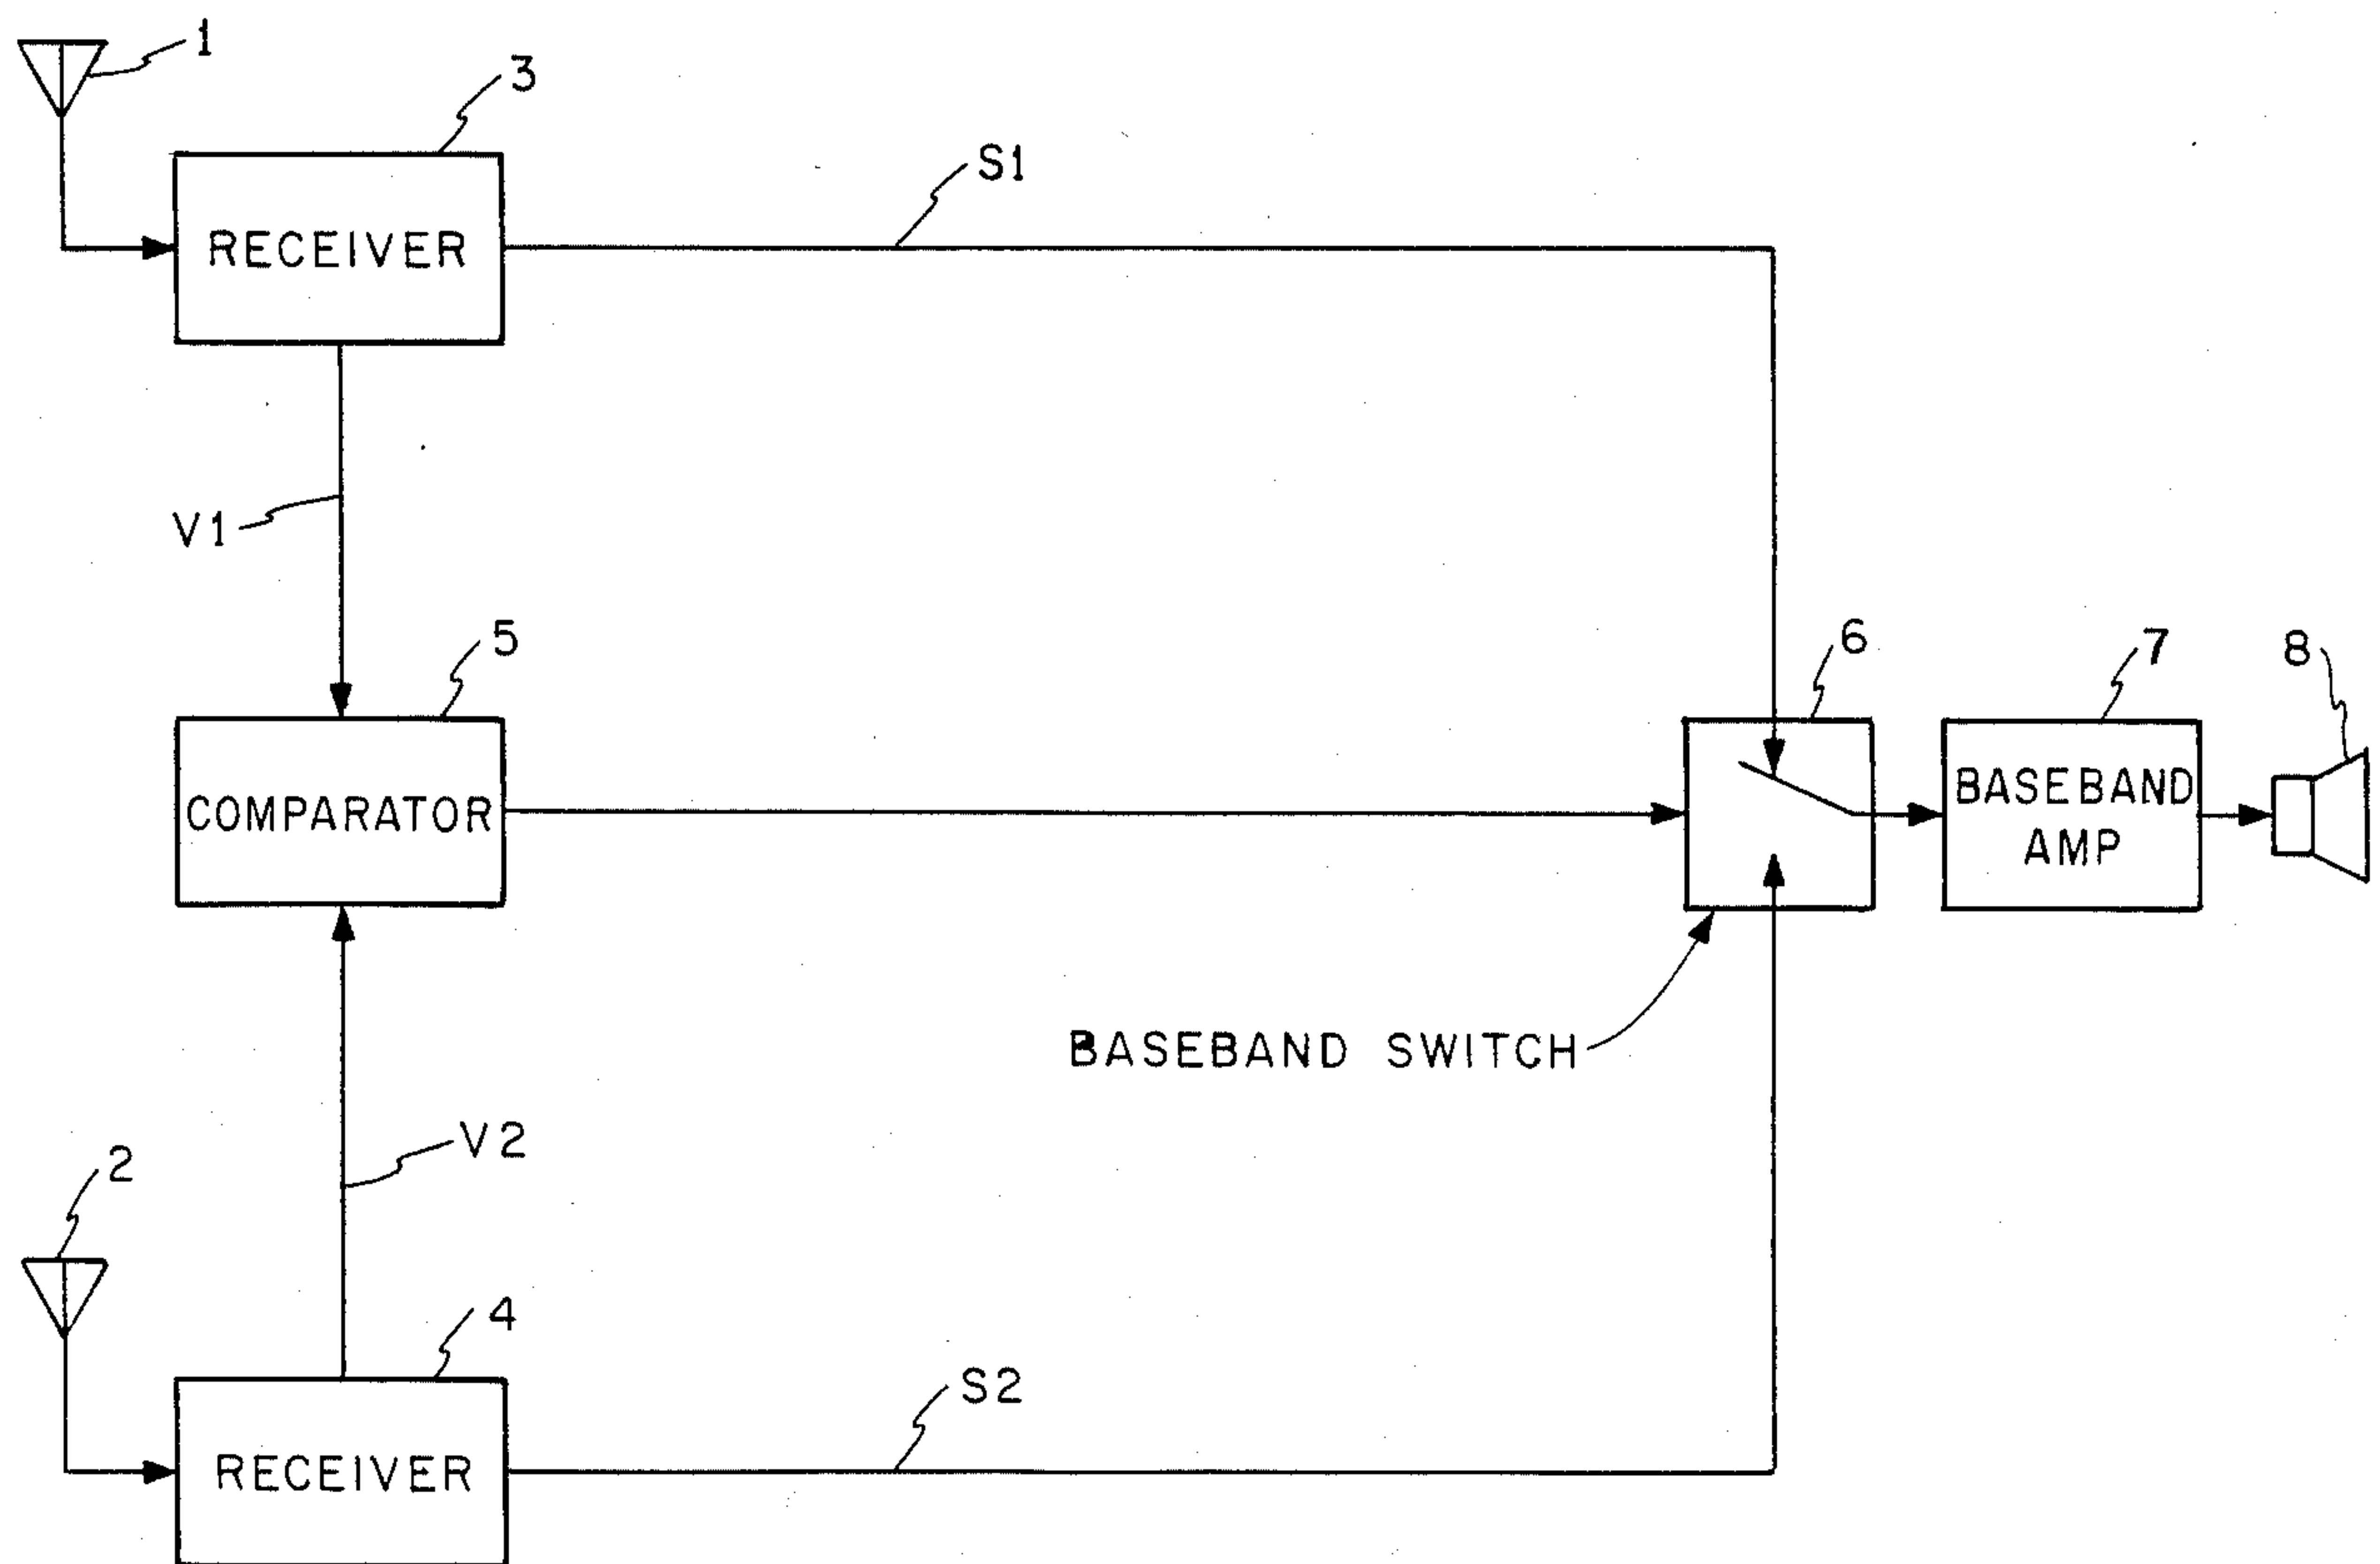 1
3
S1
RECEIVER
V1
5
6
7
8
COMPARATOR
BASEBAND
AMP
BASEBAND SWITCH
V2
2
4
S2
RECEIVER